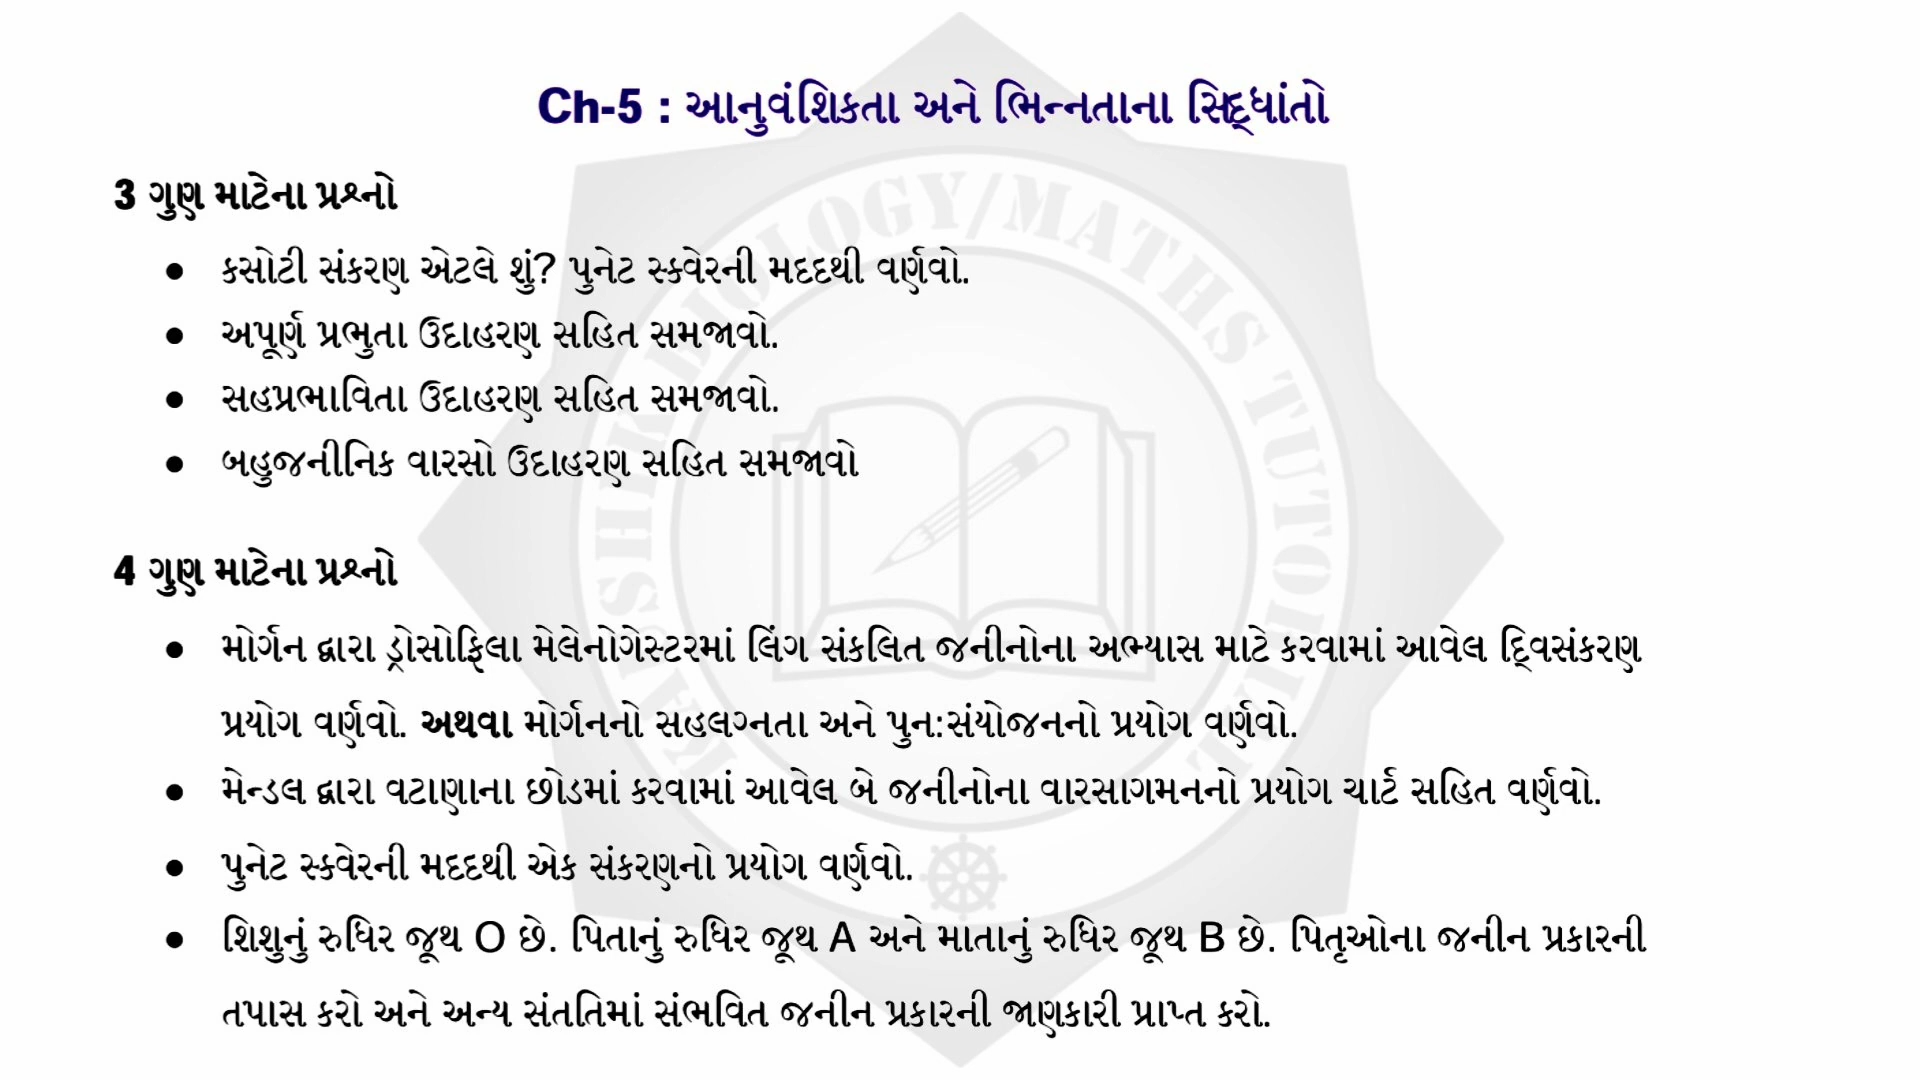 Ch-5 : આનુવંશિકતા અને ભિન્નતાના સિદ્ધાંતો
3 ગુણ માટેના પ્રશ્નો
● કસોટી સંકરણ એટલે શું? પુનેટ સ્ક્વેરની મદદથી વર્ણવો.
● અપૂર્ણ પ્રભુતા ઉદાહરણ સહિત સમજાવો.
● સહપ્રભાવિતા ઉદાહરણ સહિત સમજાવો.
● બહુજનીનિક વારસો ઉદાહરણ સહિત સમજાવો
4 ગુણ માટેના પ્રશ્નો
● મોર્ગન દ્વારા ડ્રોસોફિલા મેલેનોગેસ્ટરમાં લિંગ સંકલિત જનીનોના અભ્યાસ માટે કરવામાં આવેલ દ્વિસંકરણ
પ્રયોગ વર્ણવો. અથવા મોર્ગનનો સહલગ્નતા અને પુન:સંયોજનનો પ્રયોગ વર્ણવો.
● મેન્ડલ દ્વારા વટાણાના છોડમાં કરવામાં આવેલ બે જનીનોના વારસાગમનનો પ્રયોગ ચાર્ટ સહિત વર્ણવો.
● પુનેટ સ્ક્વેરની મદદથી એક સંકરણનો પ્રયોગ વર્ણવો.
● શિશુનું રુધિર જૂથ O છે. પિતાનું રુધિર જૂથ A અને માતાનું રુધિર જૂથ B છે. પિતૃઓના જનીન પ્રકારની
તપાસ કરો અને અન્ય સંતતિમાં સંભવિત જનીન પ્રકારની જાણકારી પ્રાપ્ત કરો.
KAUSHIK BIOLOGY/MATHS TUTORIAL